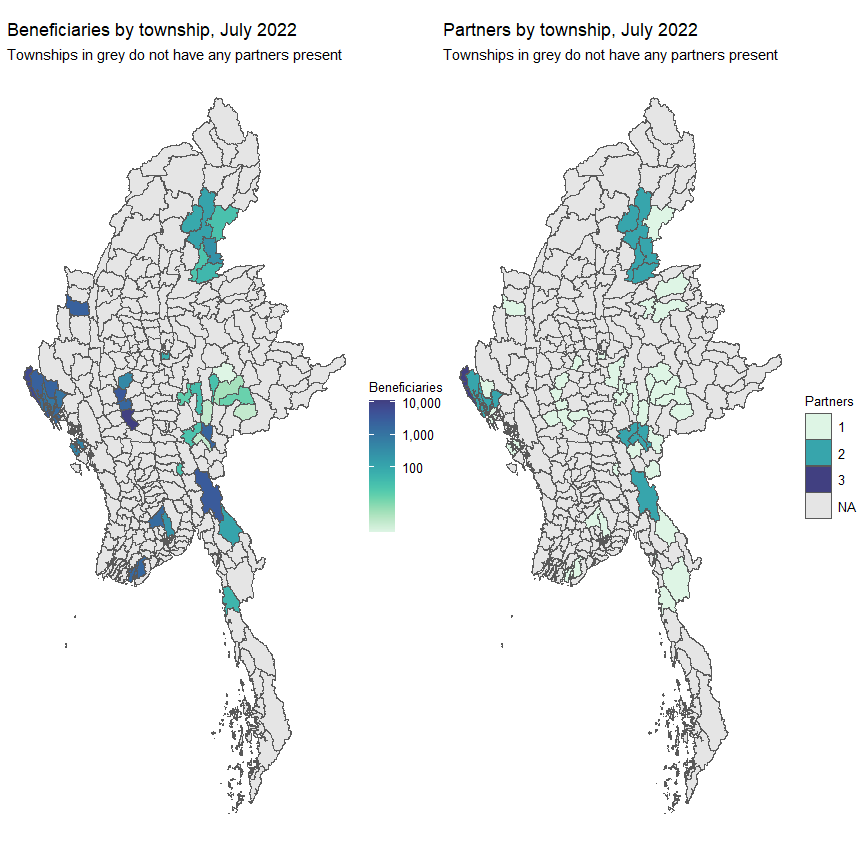 Beneficiaries by township, July 2022
Townships in grey do not have any partners present
Partners by township, July 2022
Townships in grey do not have any partners present
Beneficiaries
10,000
1,000
100
Partners
1
2
3
NA